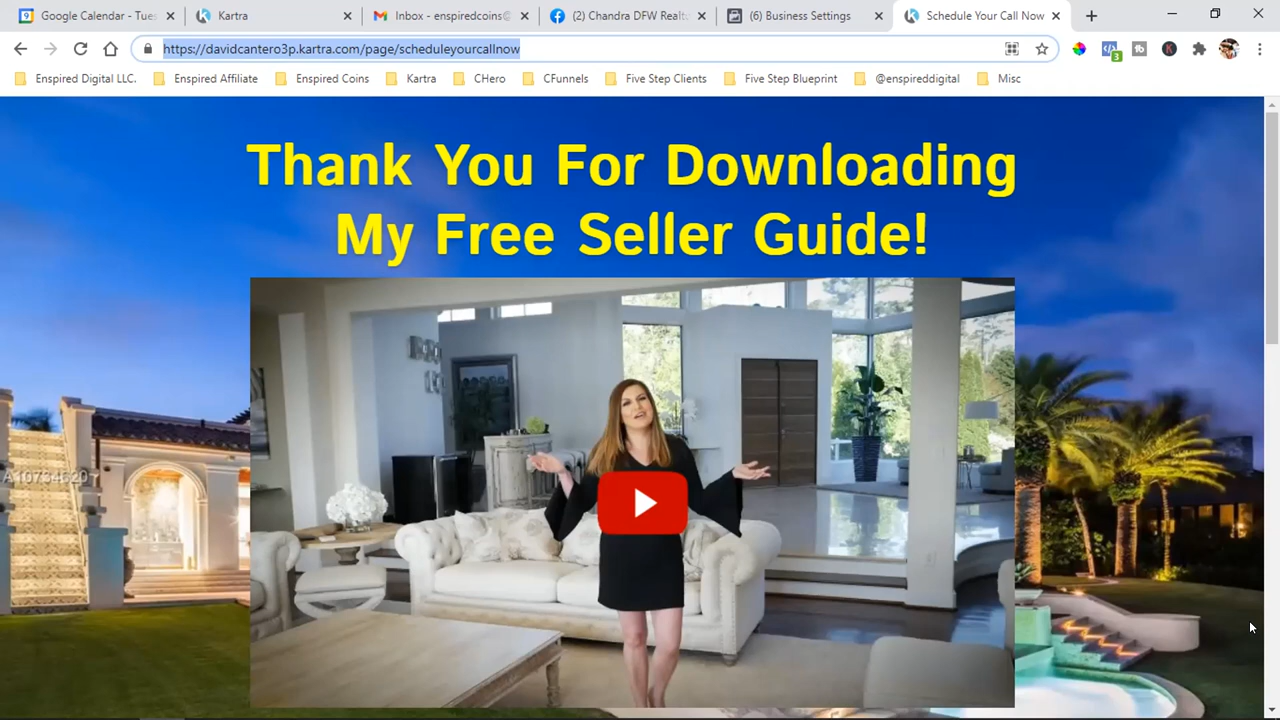 Google Calendar - Tues
Kartra
Inbox - enspiredcoins@
(2) Chandra DFW Realt
(6) Business Settings
Schedule Your Call Now
https://davidcantero3p.kartra.com/page/scheduleyourcallnow
3
Enspired Digital LLC.
Enspired Affiliate
Enspired Coins
Kartra
CHero
CFunnels
Five Step Clients
Five Step Blueprint
@enspireddigital
Misc
Thank You For Downloading
My Free Seller Guide!